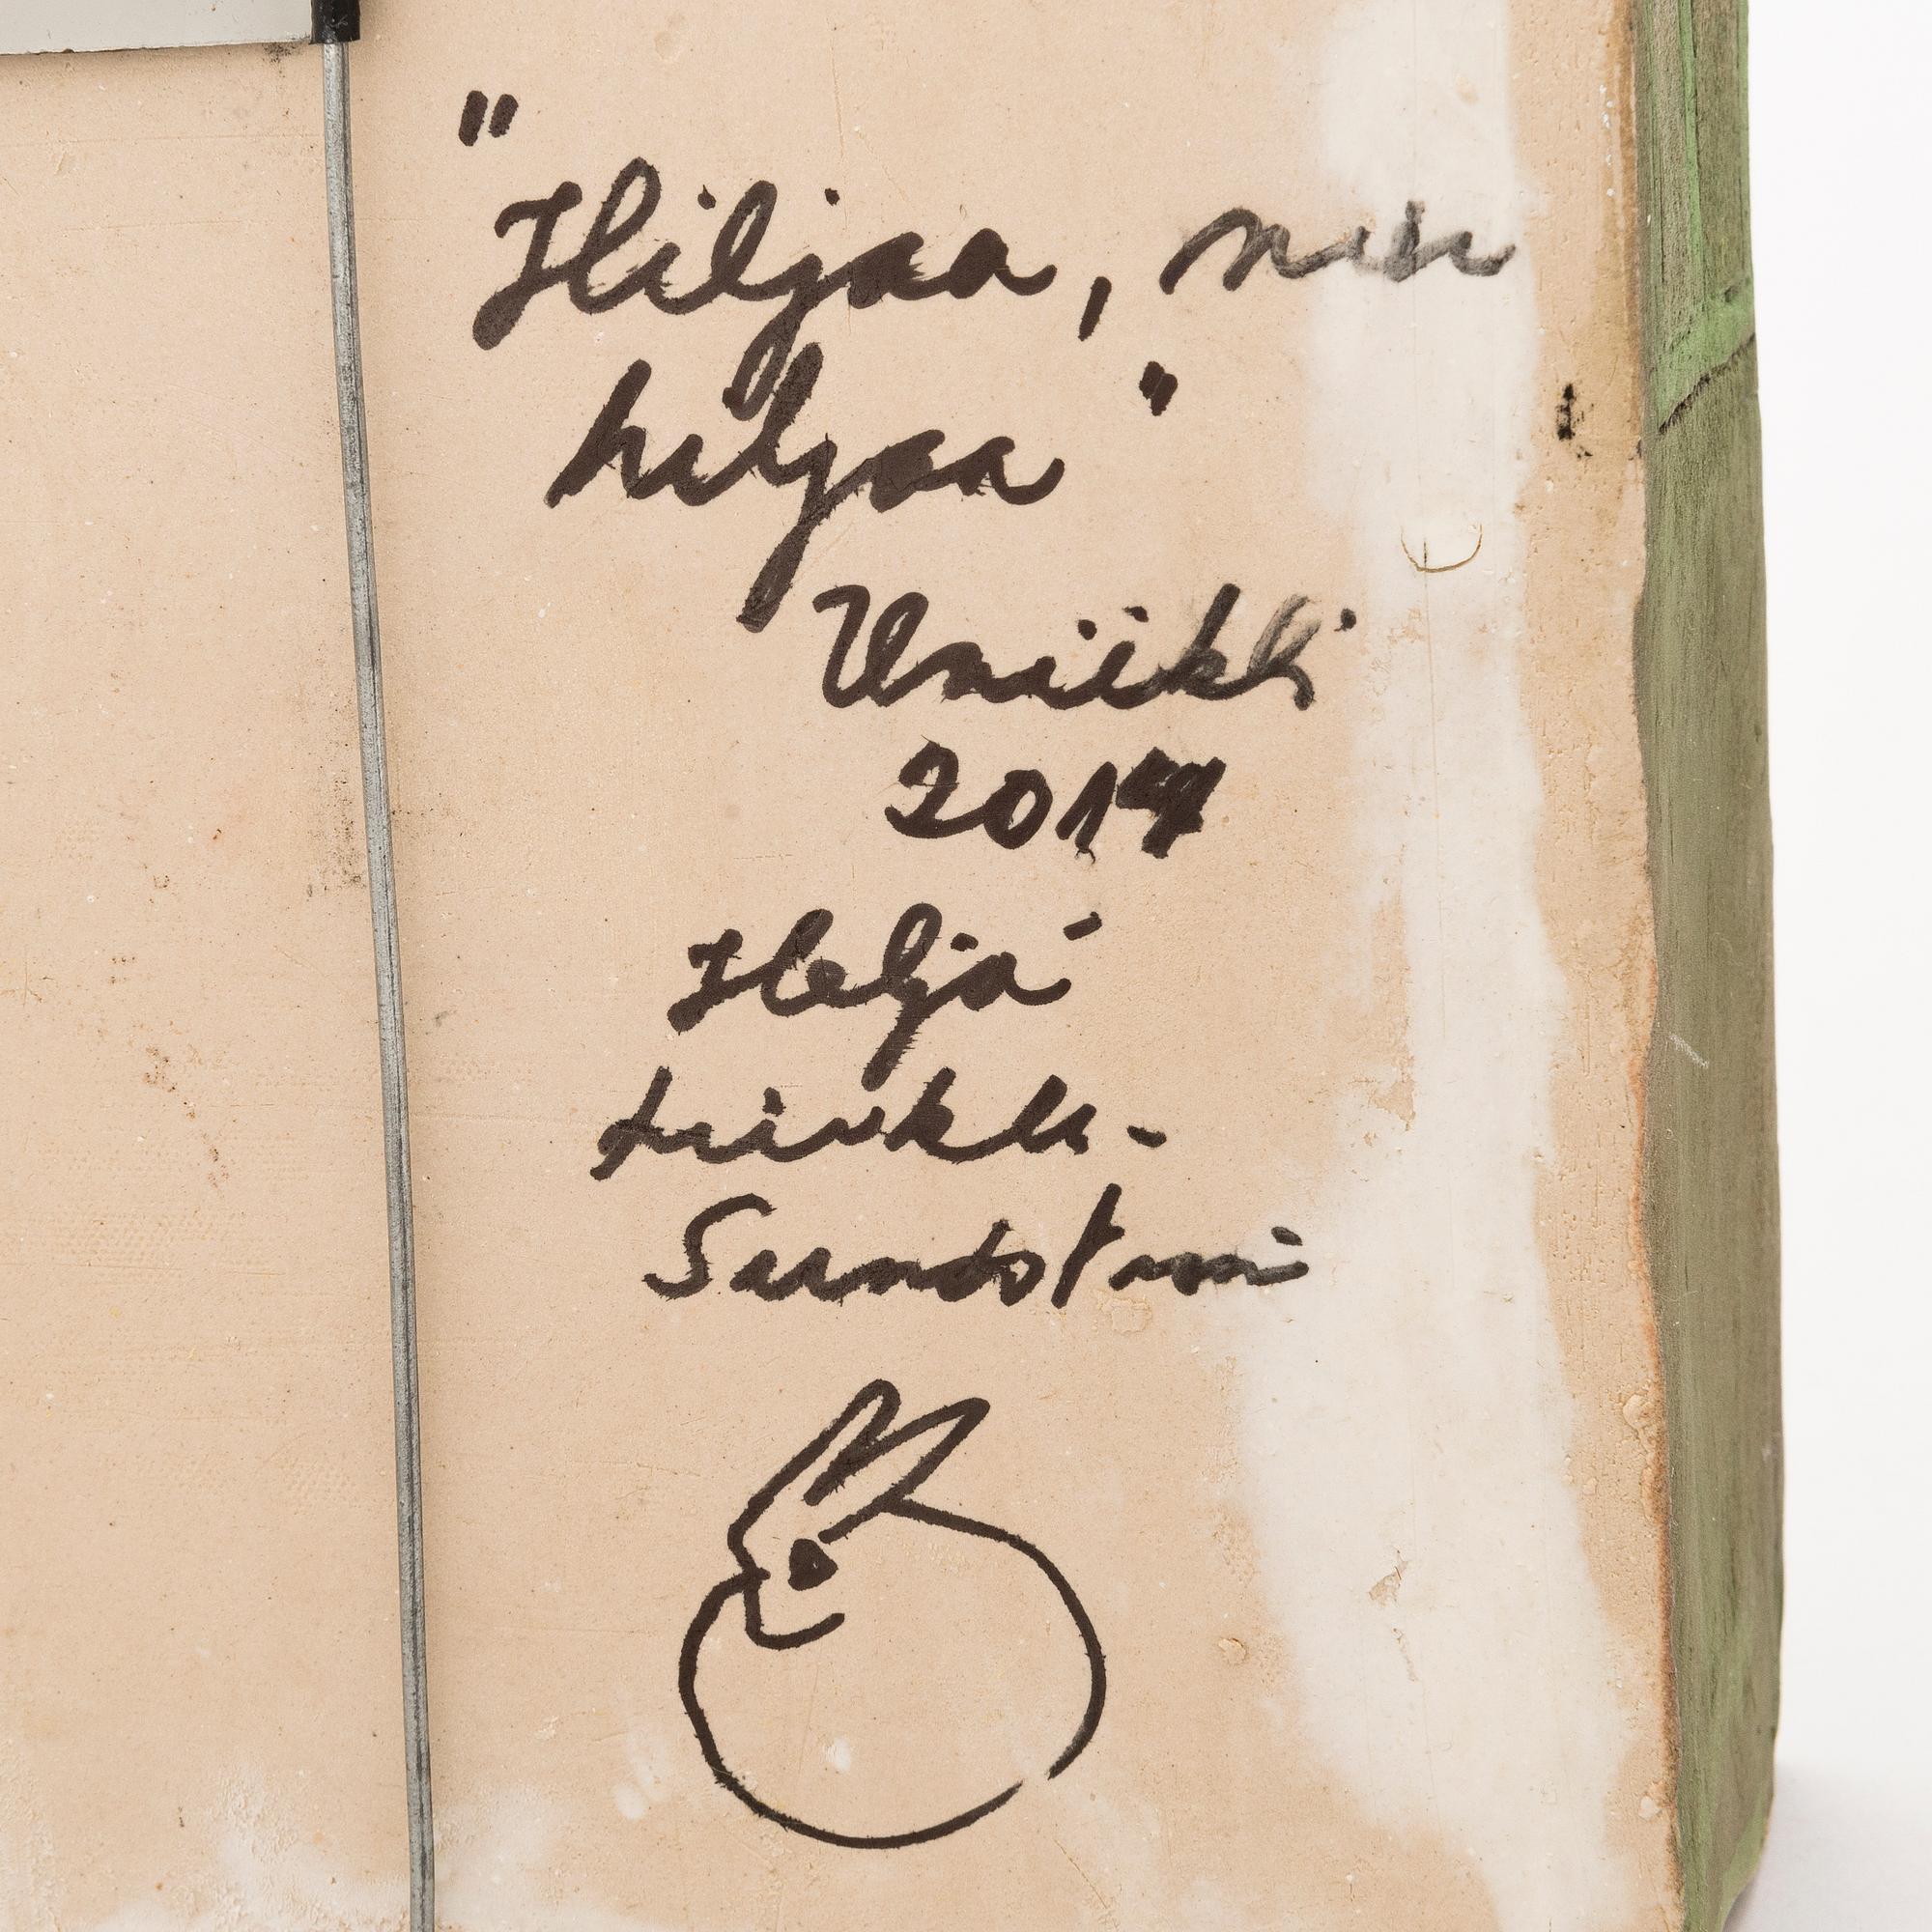 "Hiljaa, niin
hiljaa"
Uniikki
2014
Heljä
Liukko-
Sundström